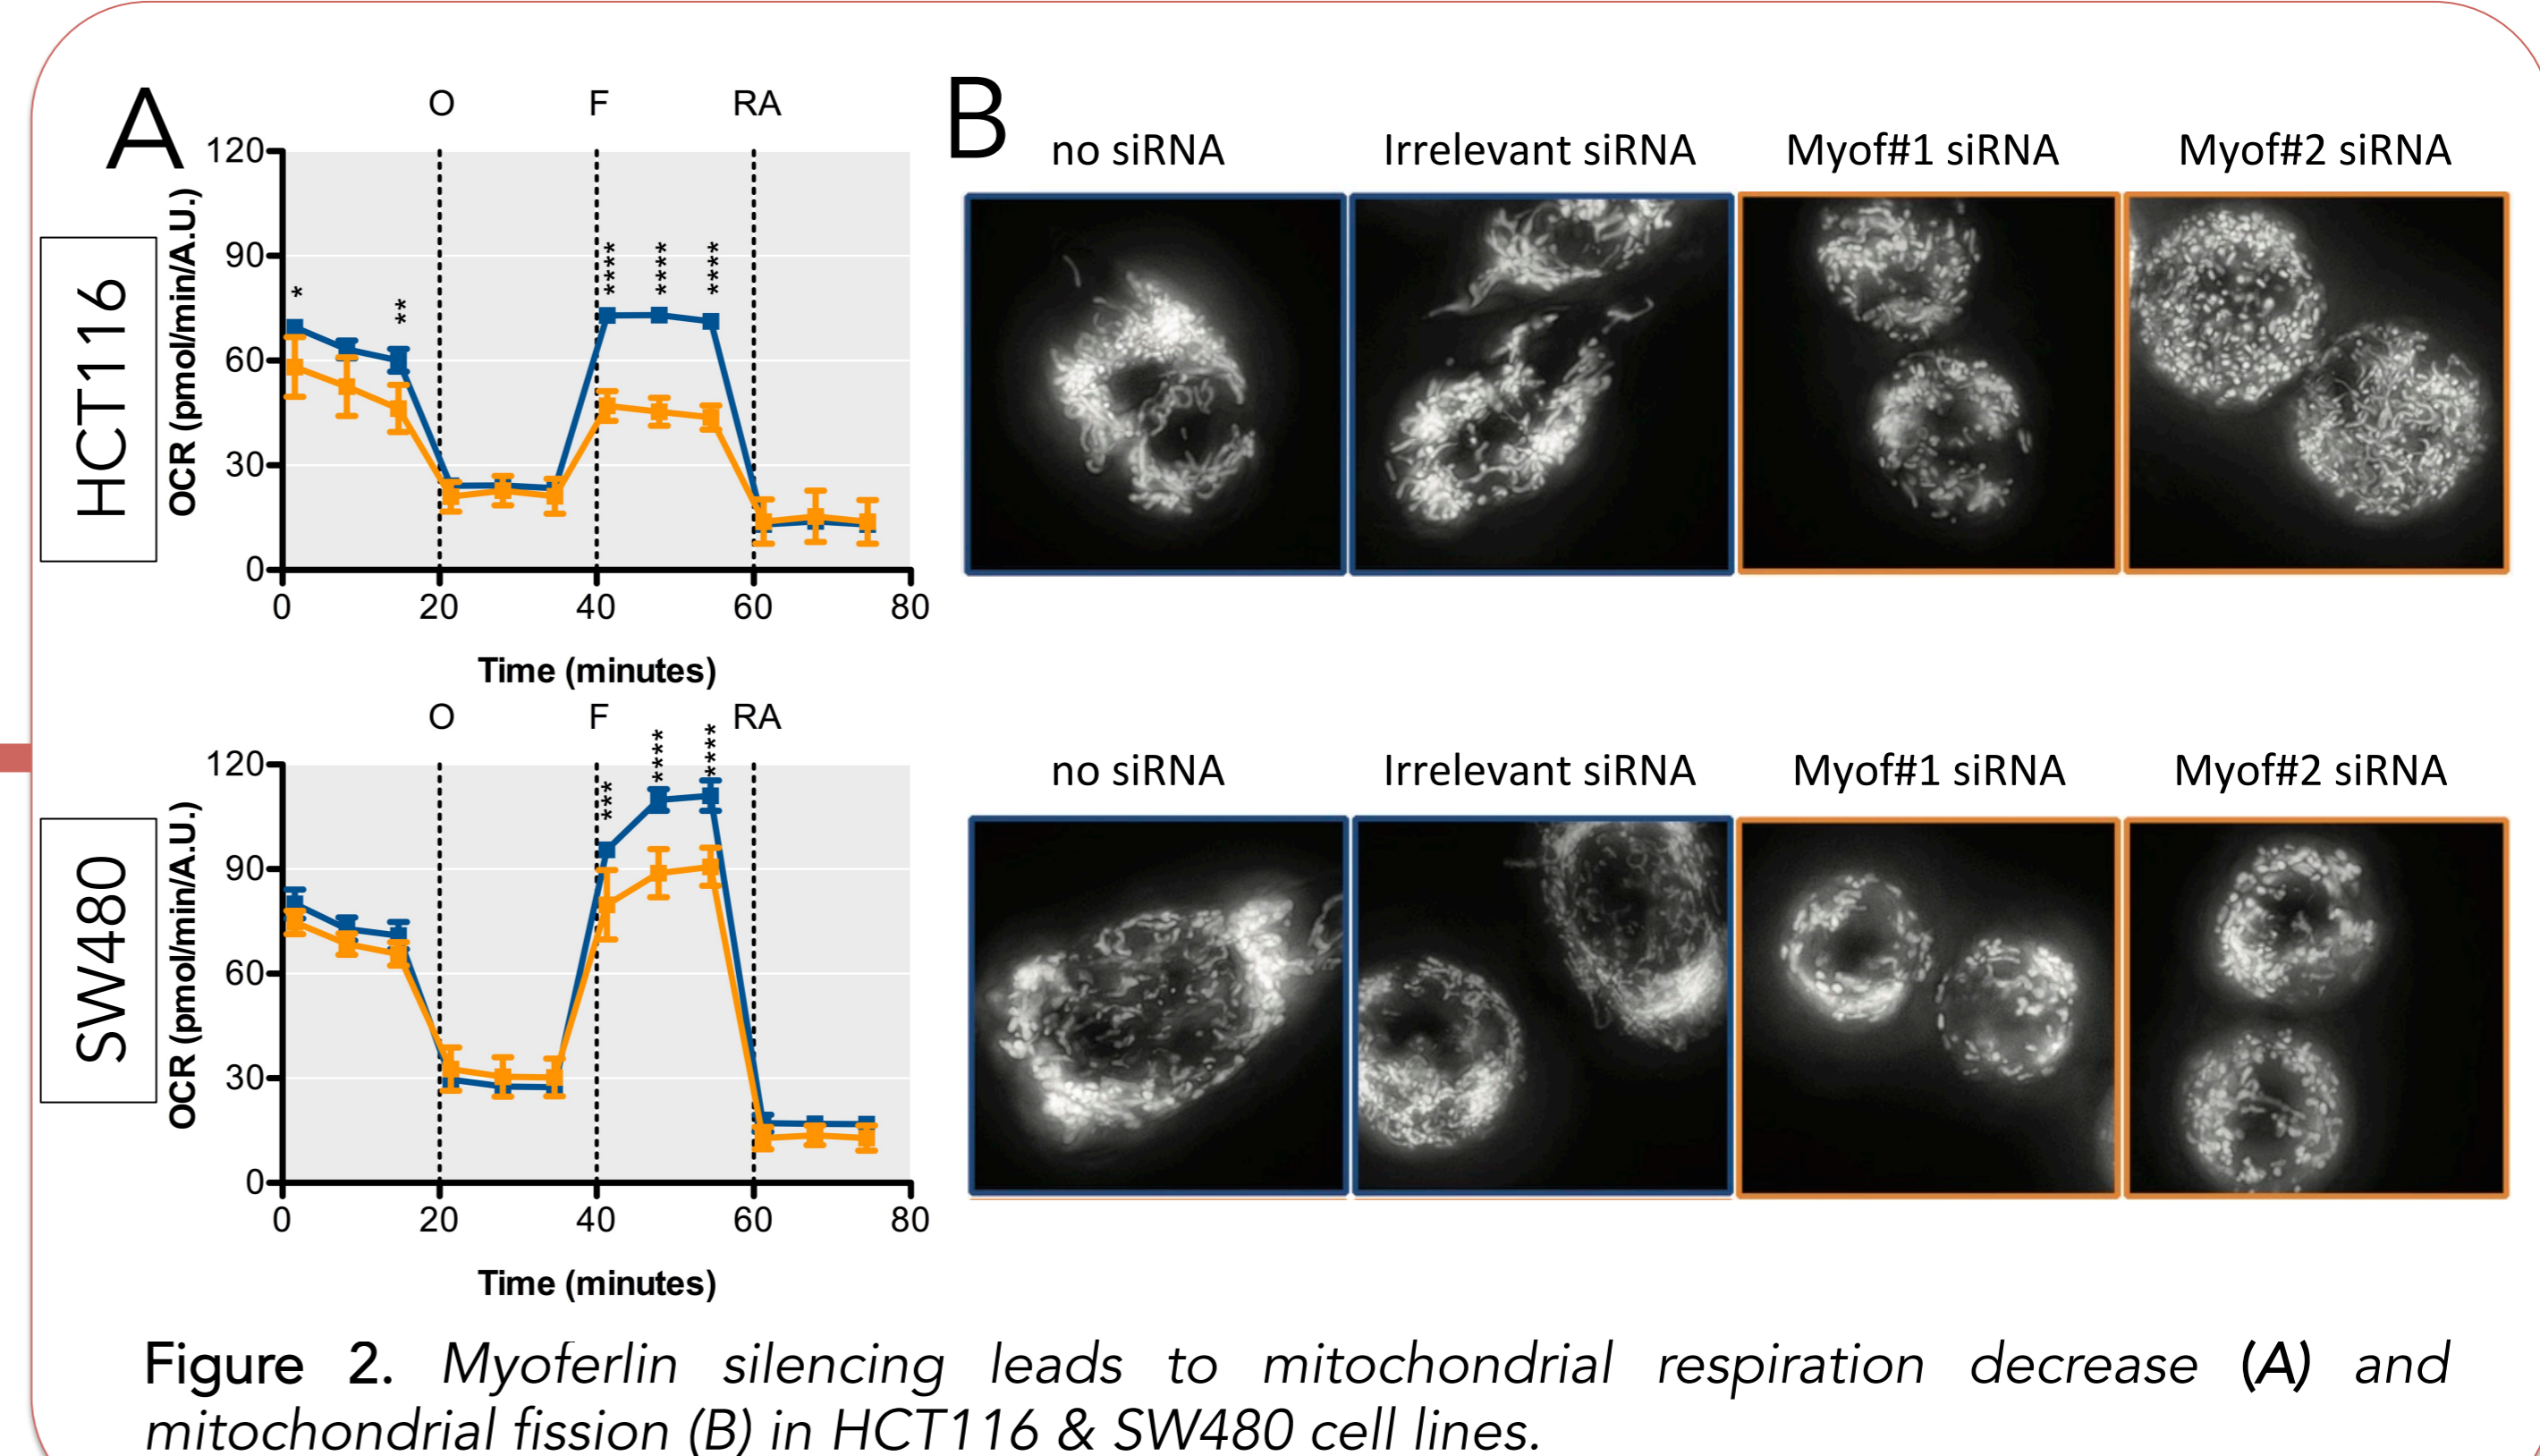 A
O F RA
120
90
60
30
0
0 20 40 60 80
OCR (pmol/min/A.U.)
Time (minutes)
HCT116
*
**
****
****
****
B
no siRNA
Irrelevant siRNA
Myof#1 siRNA
Myof#2 siRNA
O F RA
120
90
60
30
0
0 20 40 60 80
OCR (pmol/min/A.U.)
Time (minutes)
SW480
***
****
****
no siRNA
Irrelevant siRNA
Myof#1 siRNA
Myof#2 siRNA
Figure 2. Myoferlin silencing leads to mitochondrial respiration decrease (A) and
mitochondrial fission (B) in HCT116 & SW480 cell lines.